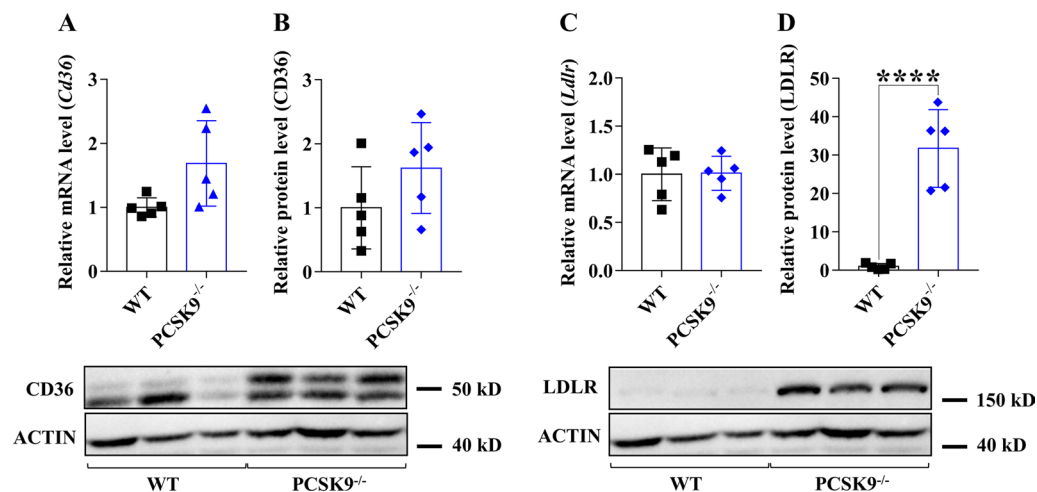 A
Relative mRNA level (Cd36)
3
2
1
0
WT
PCSK9-/-
B
Relative protein level (CD36)
3
2
1
0
WT
PCSK9-/-
C
Relative mRNA level (Ldlr)
2.0
1.5
1.0
0.5
0.0
WT
PCSK9-/-
D
Relative protein level (LDLR)
50
40
30
20
10
0
****
WT
PCSK9-/-
CD36
50 kD
ACTIN
40 kD
WT
PCSK9-/-
LDLR
150 kD
ACTIN
40 kD
WT
PCSK9-/-